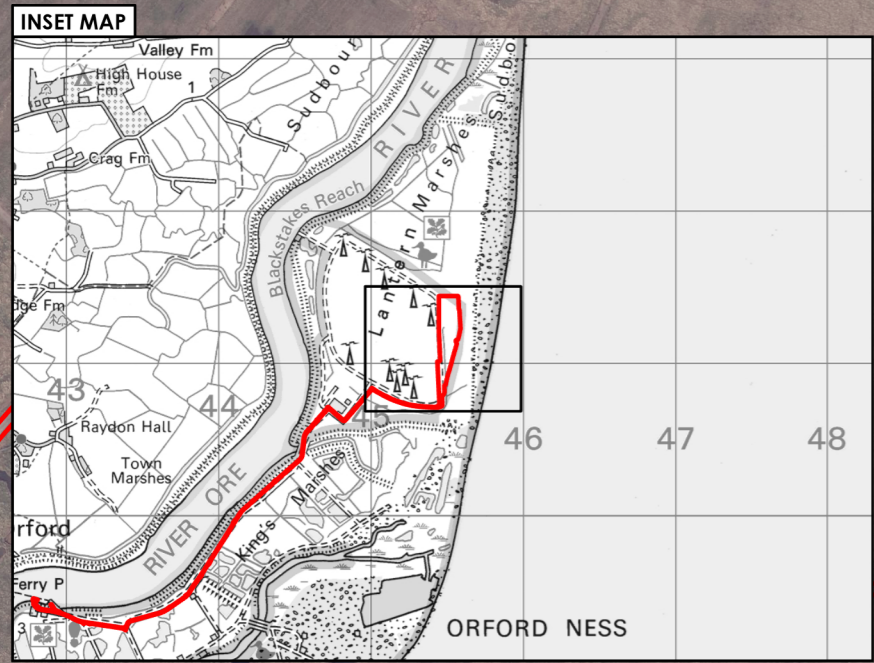 INSET MAP
Valley Fm
High House
Fm
1
Sudbour
Sudbo
RIVER
Crag Fm
Blackstakes Reach
Lantern Marshes
dge Fm
43
44
45
46
47
48
Raydon Hall
Town
Marshes
RIVER ORE
King's Marshes
rford
Ferry P
3
ORFORD NESS